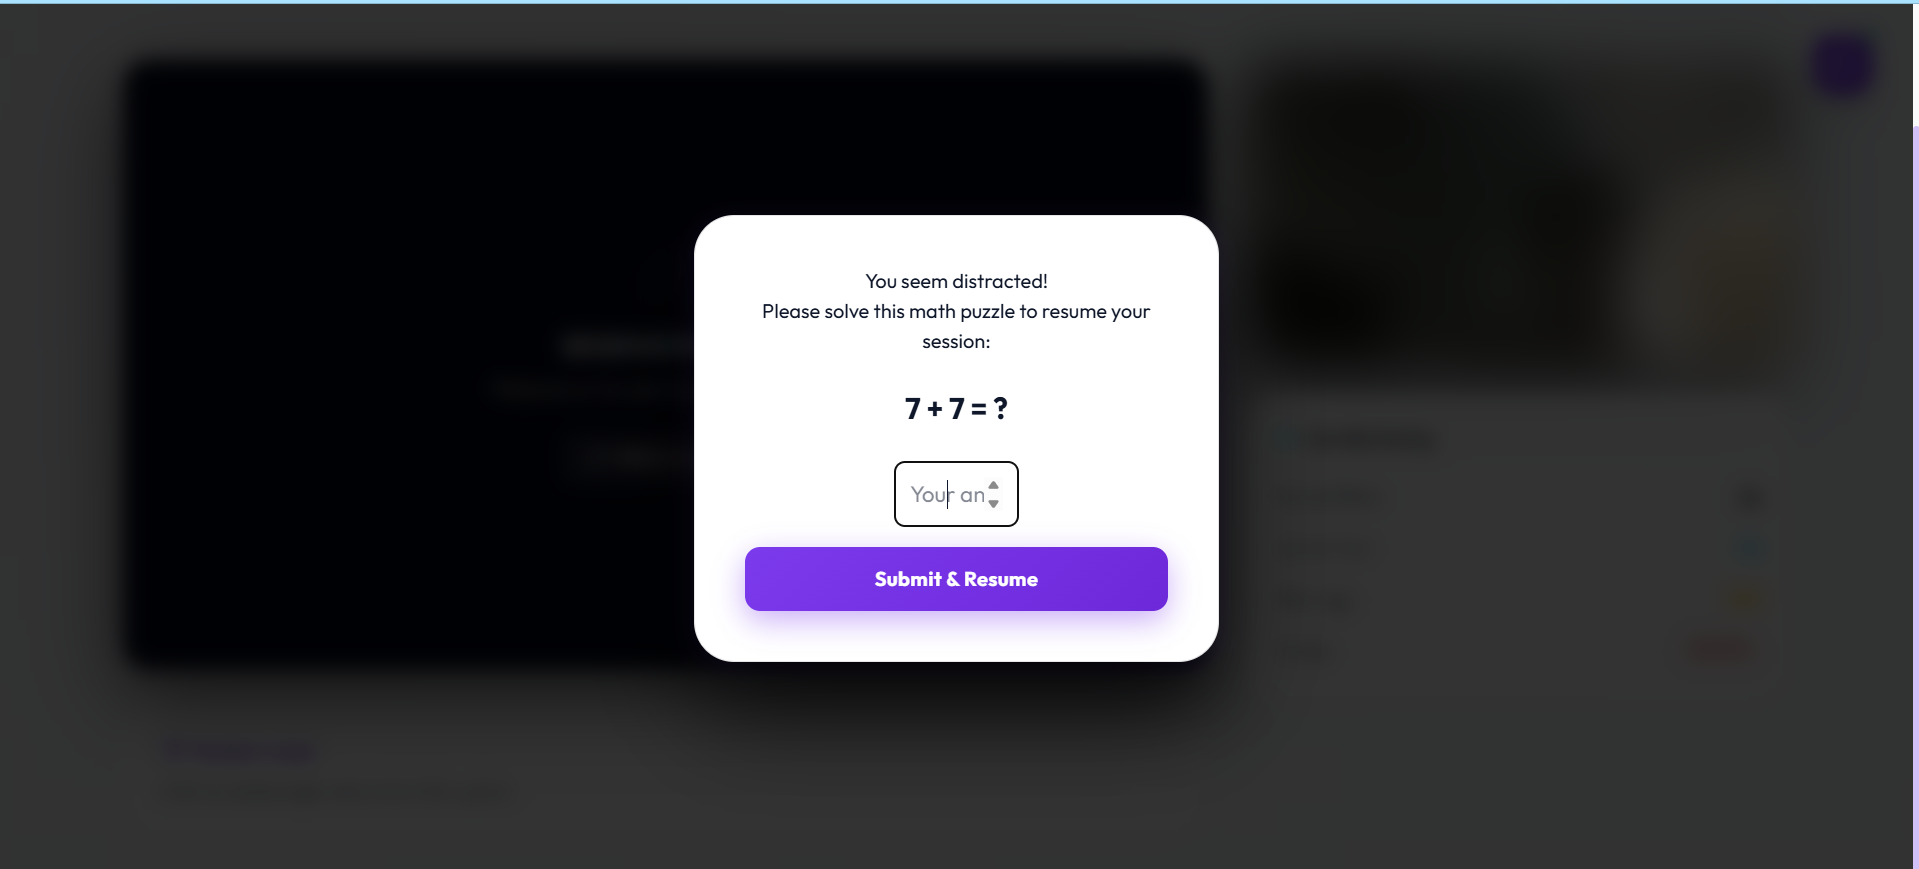 You seem distracted!
Please solve this math puzzle to resume your
session:
7 + 7 = ?
Your an
Submit & Resume